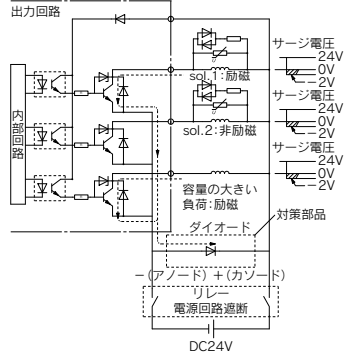 出力回路
サージ電圧
24V
0V
−2V
sol.1：励磁
サージ電圧
24V
0V
−2V
内部回路
sol.2：非励磁
サージ電圧
24V
0V
−2V
容量の大きい
負荷：励磁
対策部品
ダイオード
−(アノード) ＋(カソード)
リレー
電源回路遮断
DC24V